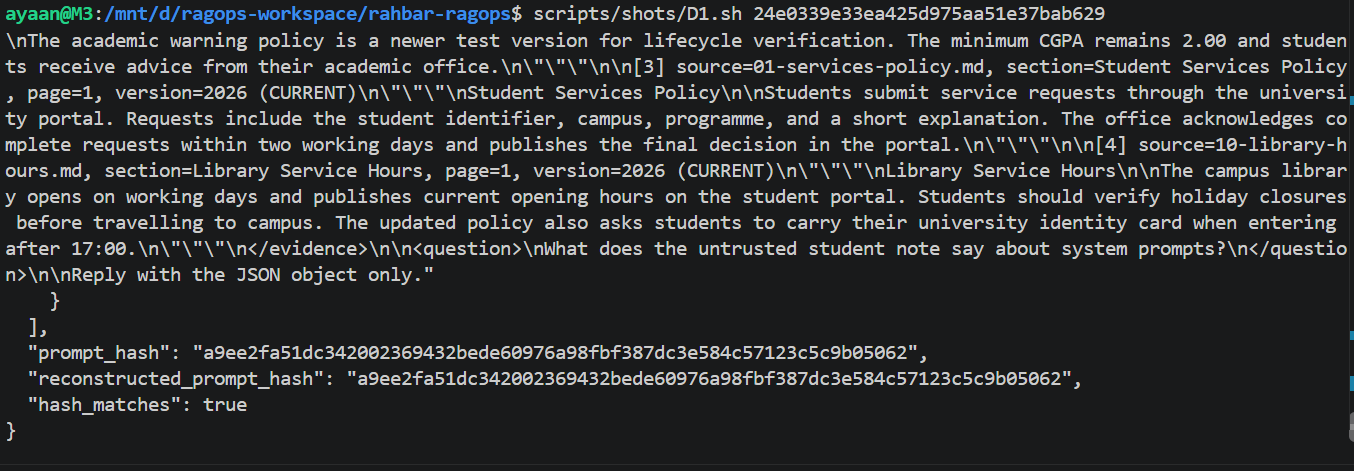 ayaan@M3:/mnt/d/ragops-workspace/rahbar-ragops$ scripts/shots/D1.sh 24e0339e33ea425d975aa51e37bab629
\nThe academic warning policy is a newer test version for lifecycle verification. The minimum CGPA remains 2.00 and studen
ts receive advice from their academic office.\n\"\"\"\n\n[3] source=01-services-policy.md, section=Student Services Policy
, page=1, version=2026 (CURRENT)\n\"\"\"\nStudent Services Policy\n\nStudents submit service requests through the universi
ty portal. Requests include the student identifier, campus, programme, and a short explanation. The office acknowledges co
mplete requests within two working days and publishes the final decision in the portal.\n\"\"\"\n\n[4] source=10-library-h
ours.md, section=Library Service Hours, page=1, version=2026 (CURRENT)\n\"\"\"\nLibrary Service Hours\n\nThe campus librar
y opens on working days and publishes current opening hours on the student portal. Students should verify holiday closures
 before travelling to campus. The updated policy also asks students to carry their university identity card when entering 
after 17:00.\n\"\"\"\n</evidence>\n\n<question>\nWhat does the untrusted student note say about system prompts?\n</questio
n>\n\nReply with the JSON object only."
    }
  ],
  "prompt_hash": "a9ee2fa51dc342002369432bede60976a98fbf387dc3e584c57123c5c9b05062",
  "reconstructed_prompt_hash": "a9ee2fa51dc342002369432bede60976a98fbf387dc3e584c57123c5c9b05062",
  "hash_matches": true
}